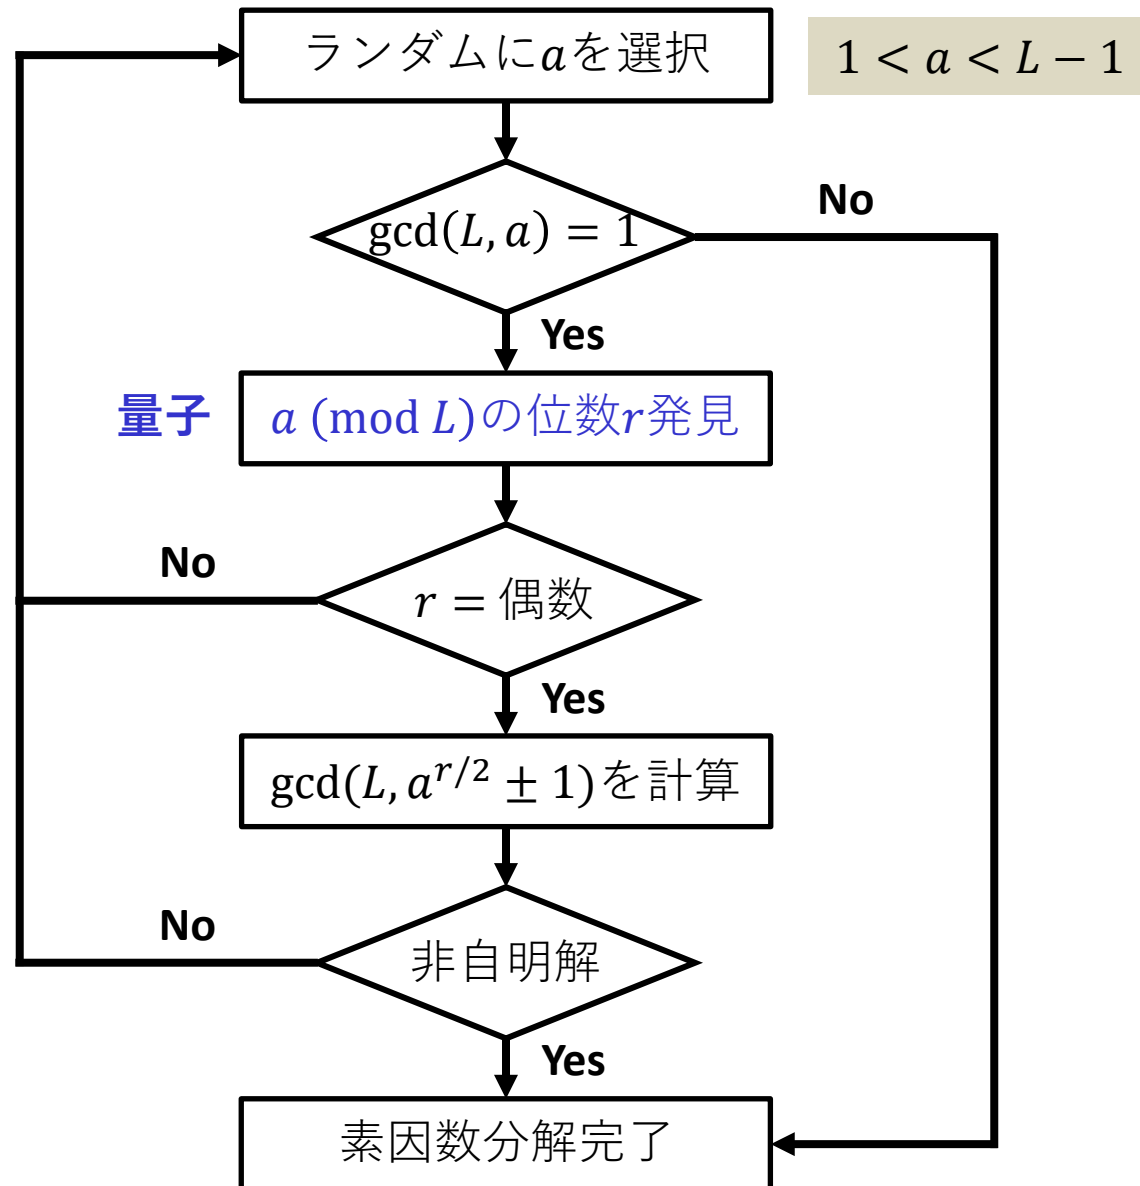 ランダムにaを選択
1 < a < L − 1
gcd(L, a) = 1
No
Yes
量子
a (mod L)の位数r発見
No
r = 偶数
Yes
gcd(L, a^{r/2} ± 1)を計算
No
非自明解
Yes
素因数分解完了